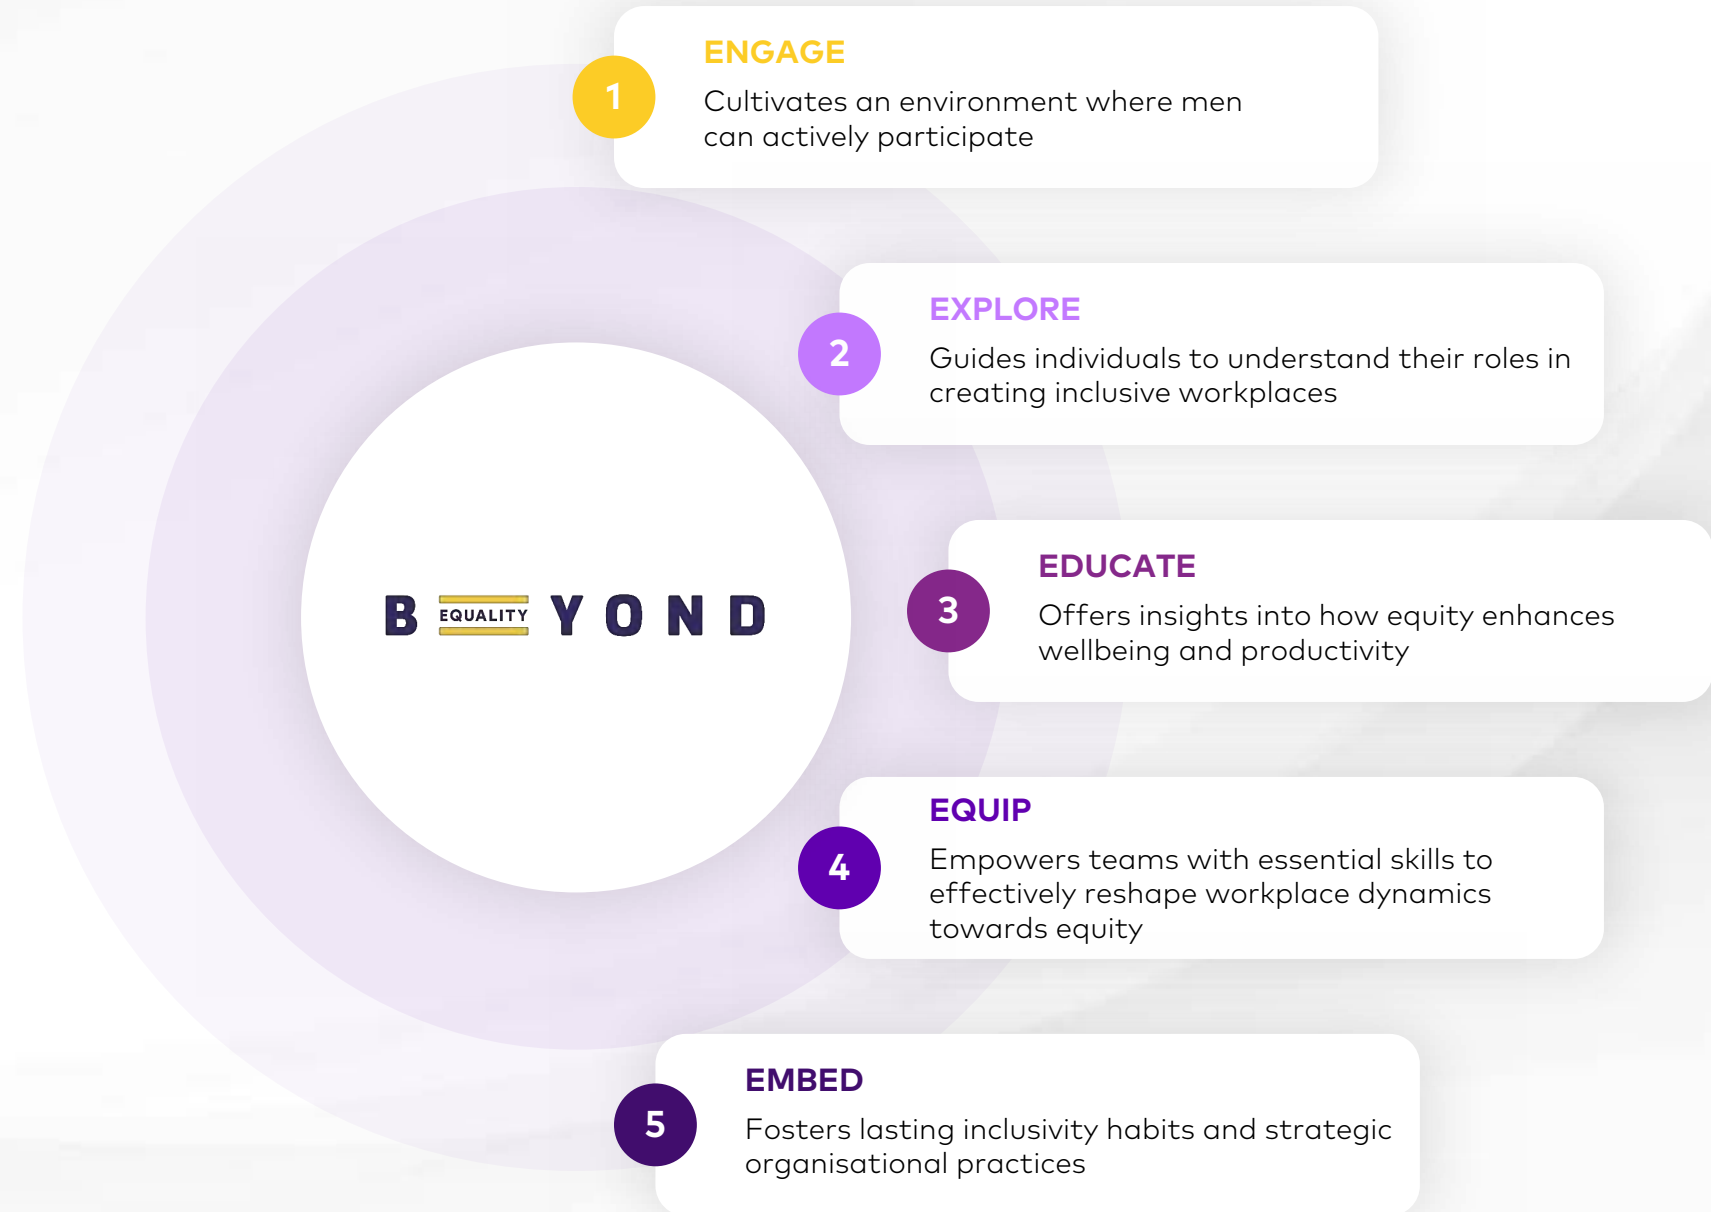 1
ENGAGE
Cultivates an environment where men
can actively participate
2
EXPLORE
Guides individuals to understand their roles in
creating inclusive workplaces
B EQUALITY YOND
3
EDUCATE
Offers insights into how equity enhances
wellbeing and productivity
4
EQUIP
Empowers teams with essential skills to
effectively reshape workplace dynamics
towards equity
5
EMBED
Fosters lasting inclusivity habits and strategic
organisational practices